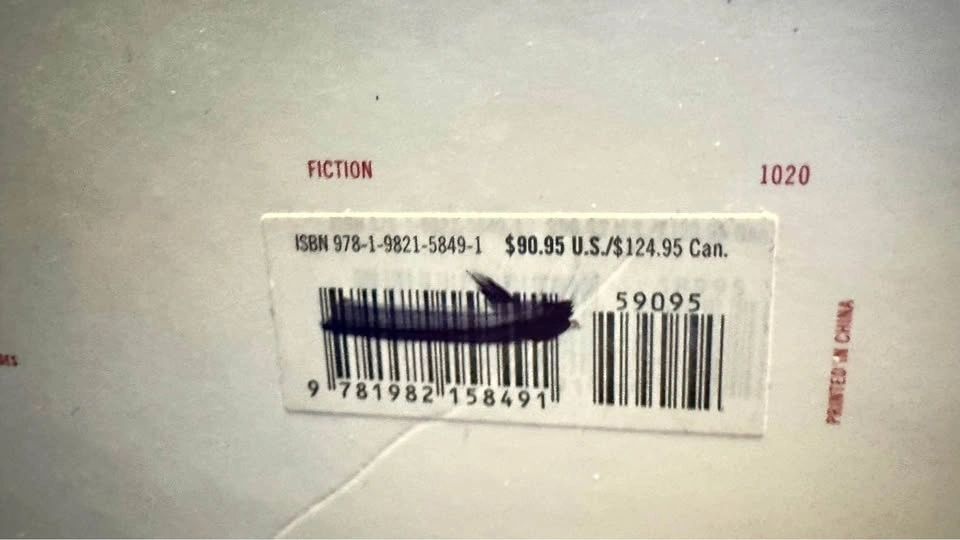 FICTION
1020
ISBN 978-1-9821-5849-1 $90.95 U.S./$124.95 Can.
59095
9 781982 158491
PRINTED IN CHINA